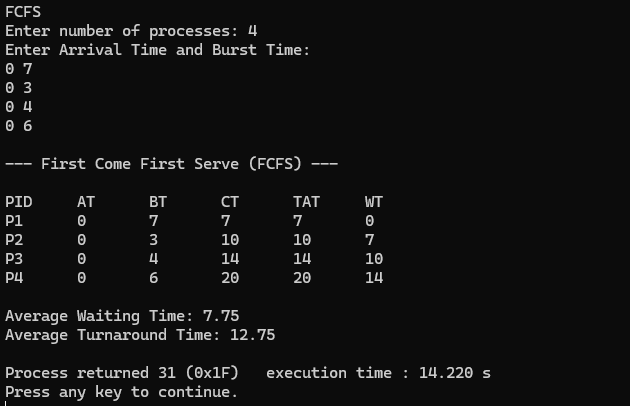 FCFS
Enter number of processes: 4
Enter Arrival Time and Burst Time:
0 7
0 3
0 4
0 6
--- First Come First Serve (FCFS) ---
PID AT BT CT TAT WT
P1 0 7 7 7 0
P2 0 3 10 10 7
P3 0 4 14 14 10
P4 0 6 20 20 14
Average Waiting Time: 7.75
Average Turnaround Time: 12.75
Process returned 31 (0x1F)   execution time : 14.220 s
Press any key to continue.